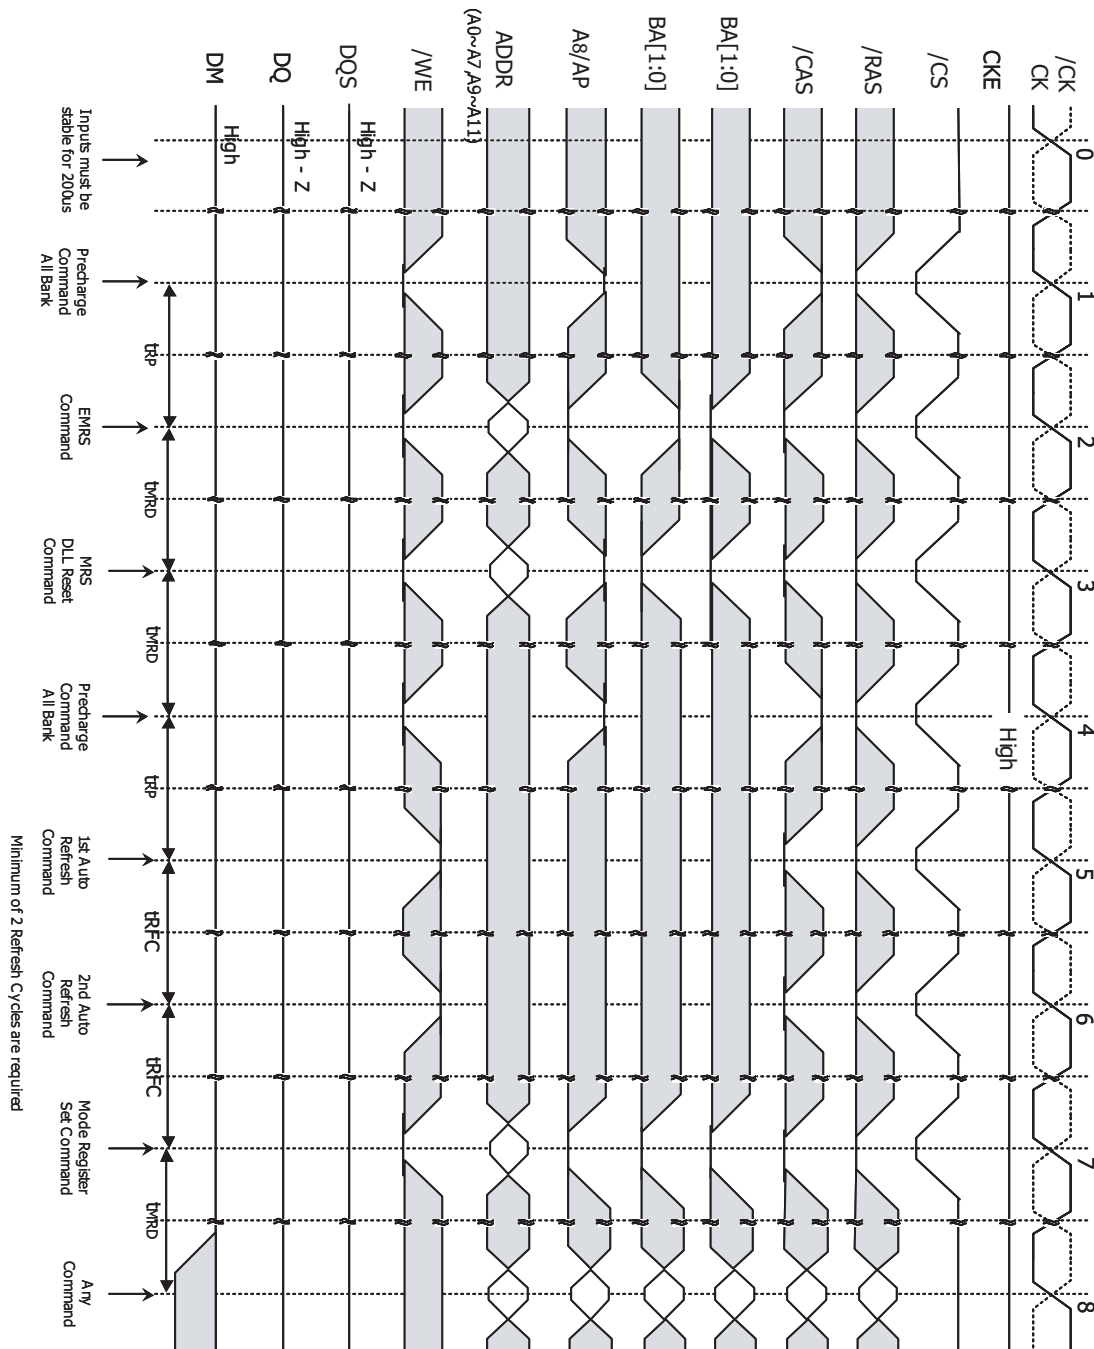 /CK
CK
CKE
/CS
/RAS
/CAS
BA[1:0]
BA[1:0]
A8/AP
ADDR
(A0~A7,A9~A11)
/WE
DQS
DQ
DM
0
1
2
3
4
5
6
7
8
High
High - Z
High - Z
High
tRP
tMRD
tMRD
tRP
tRFC
tRFC
tMRD
Inputs must be
stable for 200us
Precharge
Command
All Bank
EMRS
Command
MRS
DLL Reset
Command
Precharge
Command
All Bank
1st Auto
Refresh
Command
2nd Auto
Refresh
Command
Mode Register
Set Command
Any
Command
Minimum of 2 Refresh Cycles are required